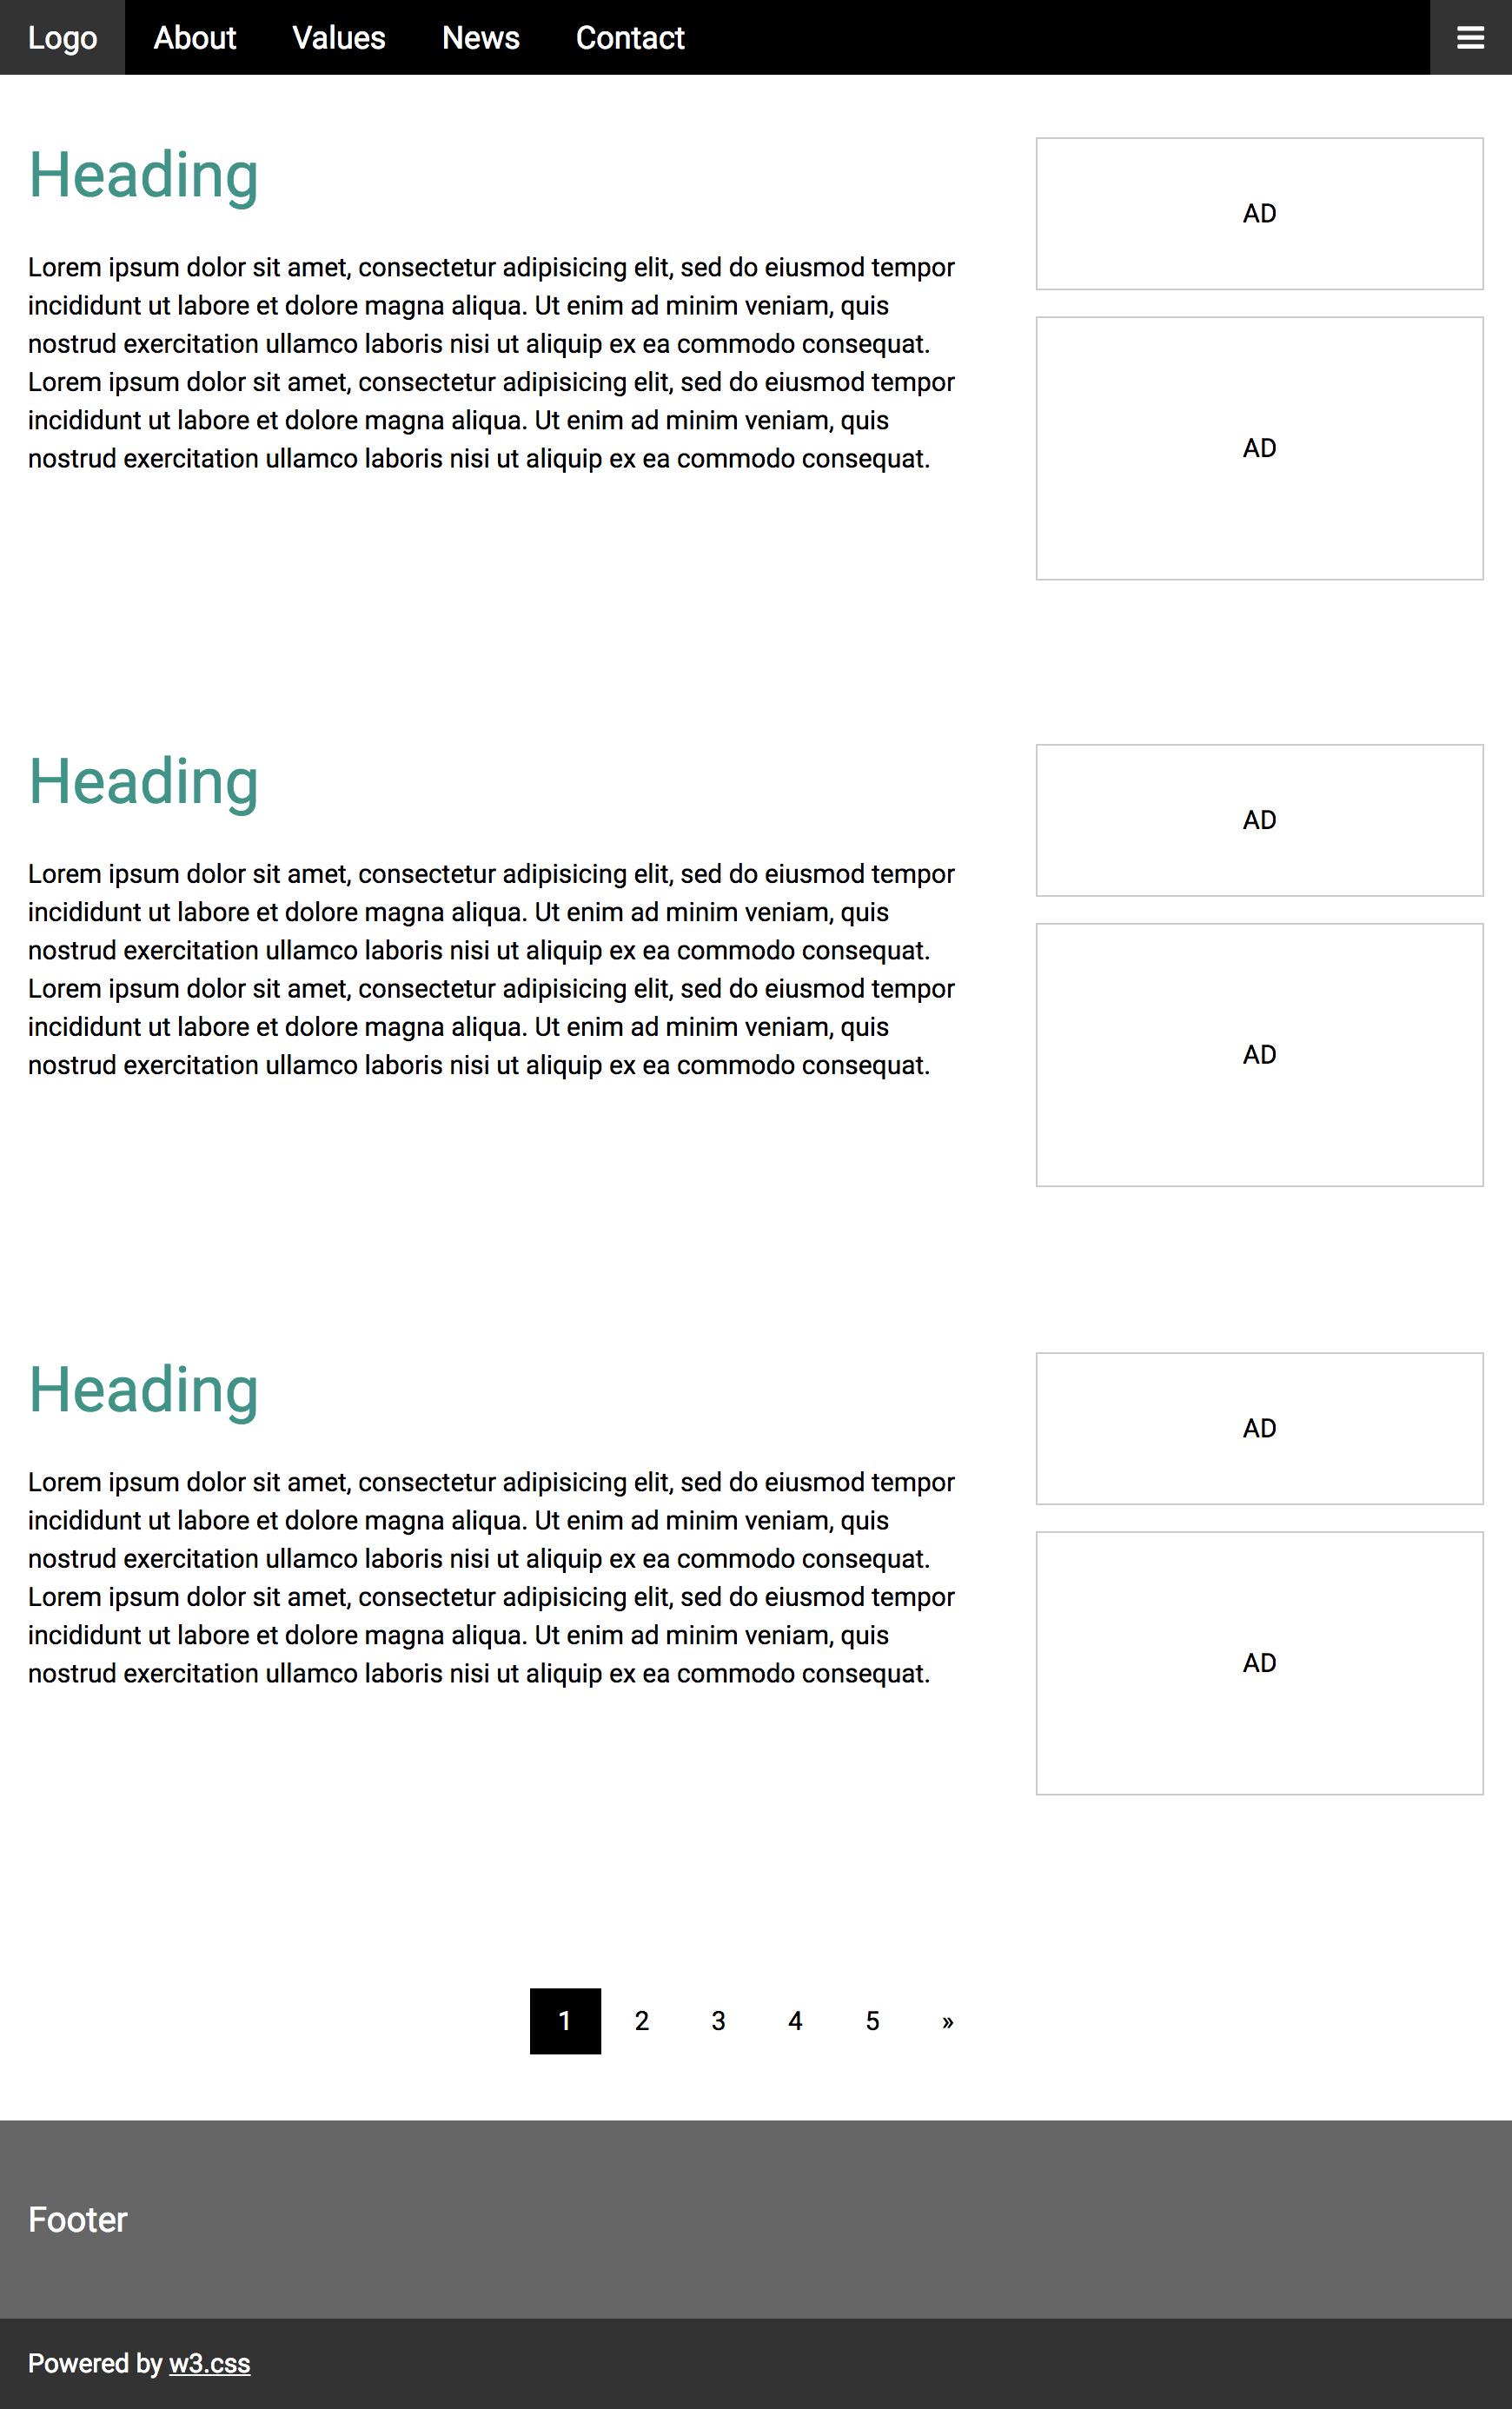 Logo About Values News Contact
Heading
Lorem ipsum dolor sit amet, consectetur adipisicing elit, sed do eiusmod tempor
incididunt ut labore et dolore magna aliqua. Ut enim ad minim veniam, quis
nostrud exercitation ullamco laboris nisi ut aliquip ex ea commodo consequat.
Lorem ipsum dolor sit amet, consectetur adipisicing elit, sed do eiusmod tempor
incididunt ut labore et dolore magna aliqua. Ut enim ad minim veniam, quis
nostrud exercitation ullamco laboris nisi ut aliquip ex ea commodo consequat.
AD
AD
Heading
Lorem ipsum dolor sit amet, consectetur adipisicing elit, sed do eiusmod tempor
incididunt ut labore et dolore magna aliqua. Ut enim ad minim veniam, quis
nostrud exercitation ullamco laboris nisi ut aliquip ex ea commodo consequat.
Lorem ipsum dolor sit amet, consectetur adipisicing elit, sed do eiusmod tempor
incididunt ut labore et dolore magna aliqua. Ut enim ad minim veniam, quis
nostrud exercitation ullamco laboris nisi ut aliquip ex ea commodo consequat.
AD
AD
Heading
Lorem ipsum dolor sit amet, consectetur adipisicing elit, sed do eiusmod tempor
incididunt ut labore et dolore magna aliqua. Ut enim ad minim veniam, quis
nostrud exercitation ullamco laboris nisi ut aliquip ex ea commodo consequat.
Lorem ipsum dolor sit amet, consectetur adipisicing elit, sed do eiusmod tempor
incididunt ut labore et dolore magna aliqua. Ut enim ad minim veniam, quis
nostrud exercitation ullamco laboris nisi ut aliquip ex ea commodo consequat.
AD
AD
1 2 3 4 5 »
Footer
Powered by w3.css